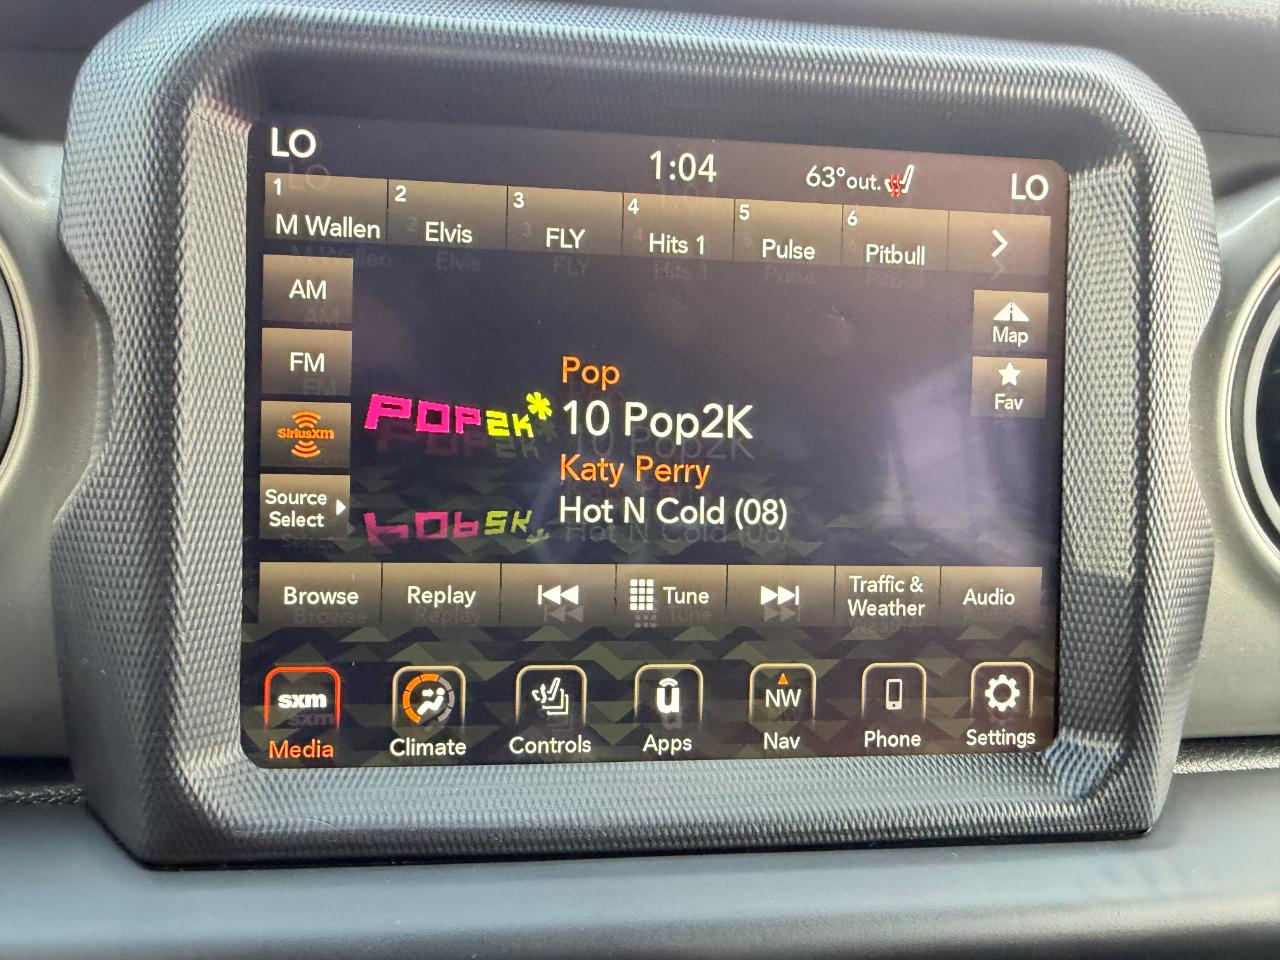 LO
1:04
63°out.
LO
1 M Wallen
2 Elvis
3 FLY
4 Hits 1
5 Pulse
6 Pitbull
AM
FM
SiriusXm
Source
Select
Map
Fav
POP2K*
Pop
10 Pop2K
Katy Perry
Hot N Cold (08)
Browse
Replay
Tune
Traffic &
Weather
Audio
sxm
Media
Climate
Controls
u
Apps
NW
Nav
Phone
Settings